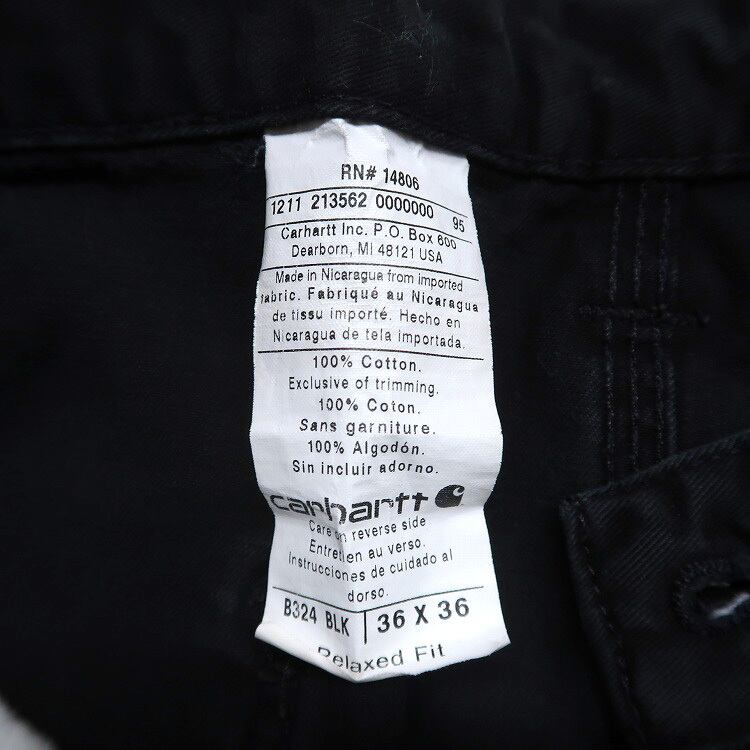 RN# 14806
1211 213562 0000000 95
Carhartt Inc. P.O. Box 600
Dearborn, MI 48121 USA
Made in Nicaragua from imported
fabric. Fabriqué au Nicaragua
de tissu importé. Hecho en
Nicaragua de tela importada.
100% Cotton.
Exclusive of trimming.
100% Coton.
Sans garniture.
100% Algodón.
Sin incluir adorno.
carhartt
Care on reverse side
Entretien au verso.
Instrucciones de cuidado al
dorso.
B324 BLK 36 X 36
Relaxed Fit